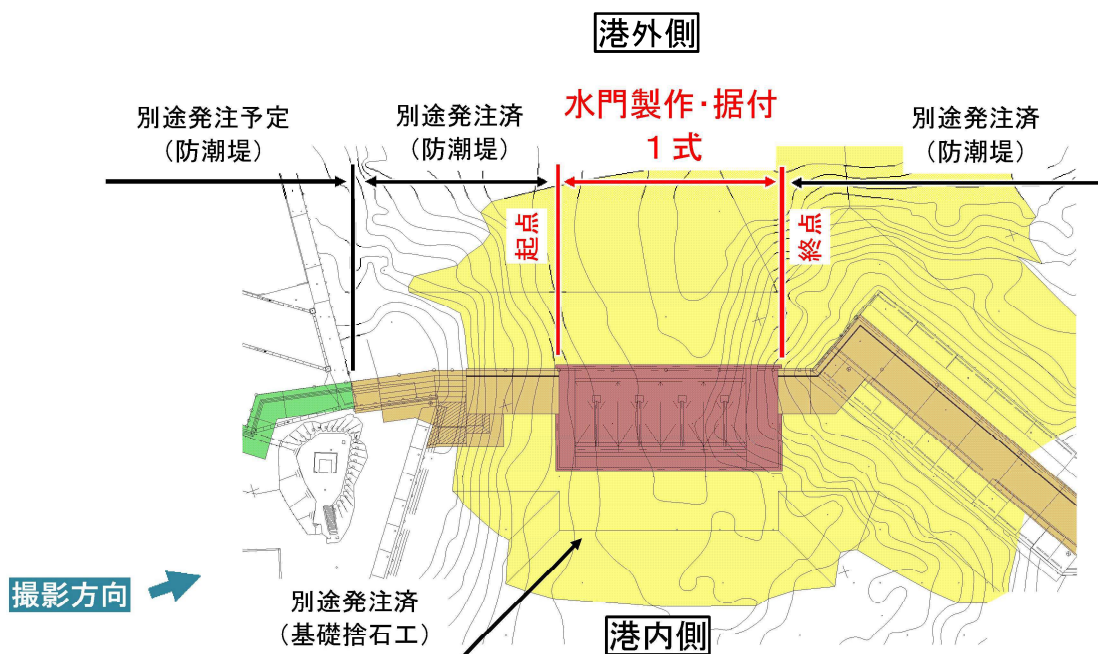 港外側
別途発注予定
（防潮堤）
別途発注済
（防潮堤）
水門製作・据付
１式
別途発注済
（防潮堤）
起点
終点
撮影方向
別途発注済
（基礎捨石工）
港内側